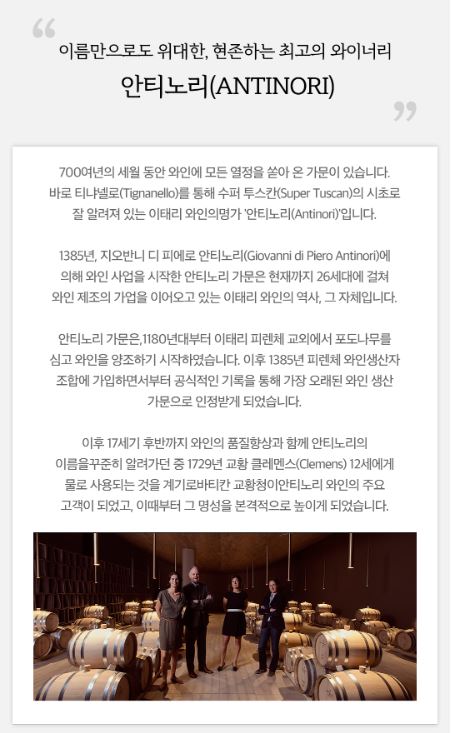 이름만으로도 위대한, 현존하는 최고의 와이너리
안티노리(ANTINORI)
700여년의 세월 동안 와인에 모든 열정을 쏟아 온 가문이 있습니다.
바로 티냐넬로(Tignanello)를 통해 수퍼 투스칸(Super Tuscan)의 시초로
잘 알려져 있는 이태리 와인의명가 '안티노리(Antinori)'입니다.
1385년, 지오반니 디 피에로 안티노리(Giovanni di Piero Antinori)에
의해 와인 사업을 시작한 안티노리 가문은 현재까지 26세대에 걸쳐
와인 제조의 가업을 이어오고 있는 이태리 와인의 역사, 그 자체입니다.
안티노리 가문은,1180년대부터 이태리 피렌체 교외에서 포도나무를
심고 와인을 양조하기 시작하였습니다. 이후 1385년 피렌체 와인생산자
조합에 가입하면서부터 공식적인 기록을 통해 가장 오래된 와인 생산
가문으로 인정받게 되었습니다.
이후 17세기 후반까지 와인의 품질향상과 함께 안티노리의
이름을꾸준히 알려가던 중 1729년 교황 클레멘스(Clemens) 12세에게
물로 사용되는 것을 계기로바티칸 교황청이안티노리 와인의 주요
고객이 되었고, 이때부터 그 명성을 본격적으로 높이게 되었습니다.